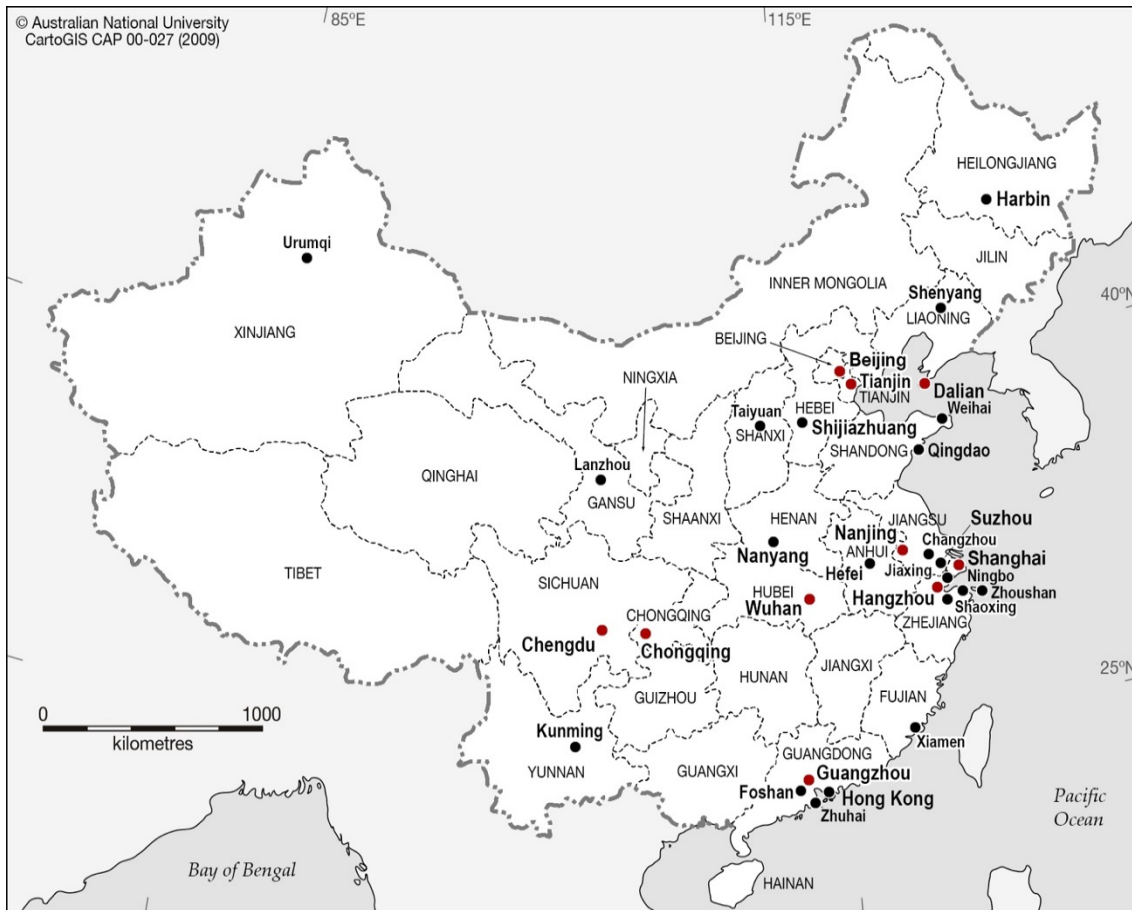 © Australian National University
CartoGIS CAP 00-027 (2009)
85ºE
115ºE
HEILONGJIANG
Harbin
Urumqi
JILIN
INNER MONGOLIA
Shenyang
40ºN
LIAONING
XINJIANG
BEIJING
Beijing
NINGXIA
Tianjin
TIANJIN
Dalian
Weihai
Taiyuan
HEBEI
SHANXI
Shijiazhuang
SHANDONG
Qingdao
Lanzhou
QINGHAI
GANSU
SHAANXI
HENAN
JIANGSU
Suzhou
Nanjing
Changzhou
Nanyang
ANHUI
Shanghai
Hefei
Jiaxing
Ningbo
TIBET
SICHUAN
HUBEI
Hangzhou
Zhoushan
Wuhan
Shaoxing
CHONGQING
ZHEJIANG
Chengdu
Chongqing
HUNAN
JIANGXI
25ºN
GUIZHOU
FUJIAN
0
1000
kilometres
Kunming
Xiamen
GUANGDONG
YUNNAN
GUANGXI
Guangzhou
Foshan
Hong Kong
Zhuhai
Pacific
Ocean
Bay of Bengal
HAINAN